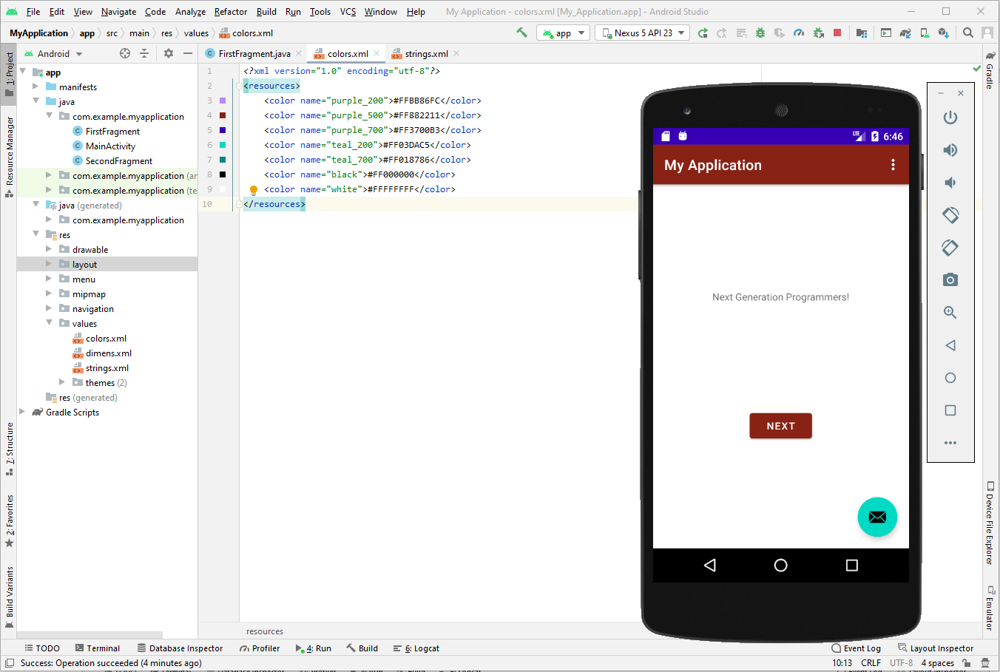 File Edit View Navigate Code Analyze Refactor Build Run Tools VCS Window Help My Application - colors.xml [My_Application.app] - Android Studio
MyApplication app src main res values colors.xml app Nexus 5 API 23
Android FirstFragment.java colors.xml strings.xml
1: Project
Resource Manager
7: Structure
2: Favorites
Build Variants
app
manifests
java
com.example.myapplication
FirstFragment
MainActivity
SecondFragment
com.example.myapplication (an
com.example.myapplication (te
java (generated)
com.example.myapplication
res
drawable
layout
menu
mipmap
navigation
values
colors.xml
dimens.xml
strings.xml
themes (2)
res (generated)
Gradle Scripts
1 <?xml version="1.0" encoding="utf-8"?>
2 <resources>
3 <color name="purple_200">#FFBB86FC</color>
4 <color name="purple_500">#FF882211</color>
5 <color name="purple_700">#FF3700B3</color>
6 <color name="teal_200">#FF03DAC5</color>
7 <color name="teal_700">#FF018786</color>
8 <color name="black">#FF000000</color>
9 <color name="white">#FFFFFFFF</color>
10 </resources>
LTE 6:46
My Application
Next Generation Programmers!
NEXT
Gradle
Device File Explorer
Emulator
resources
TODO Terminal Database Inspector Profiler 4: Run Build 6: Logcat Event Log Layout Inspector
Success: Operation succeeded (4 minutes ago) 10:13 CRLF UTF-8 4 spaces